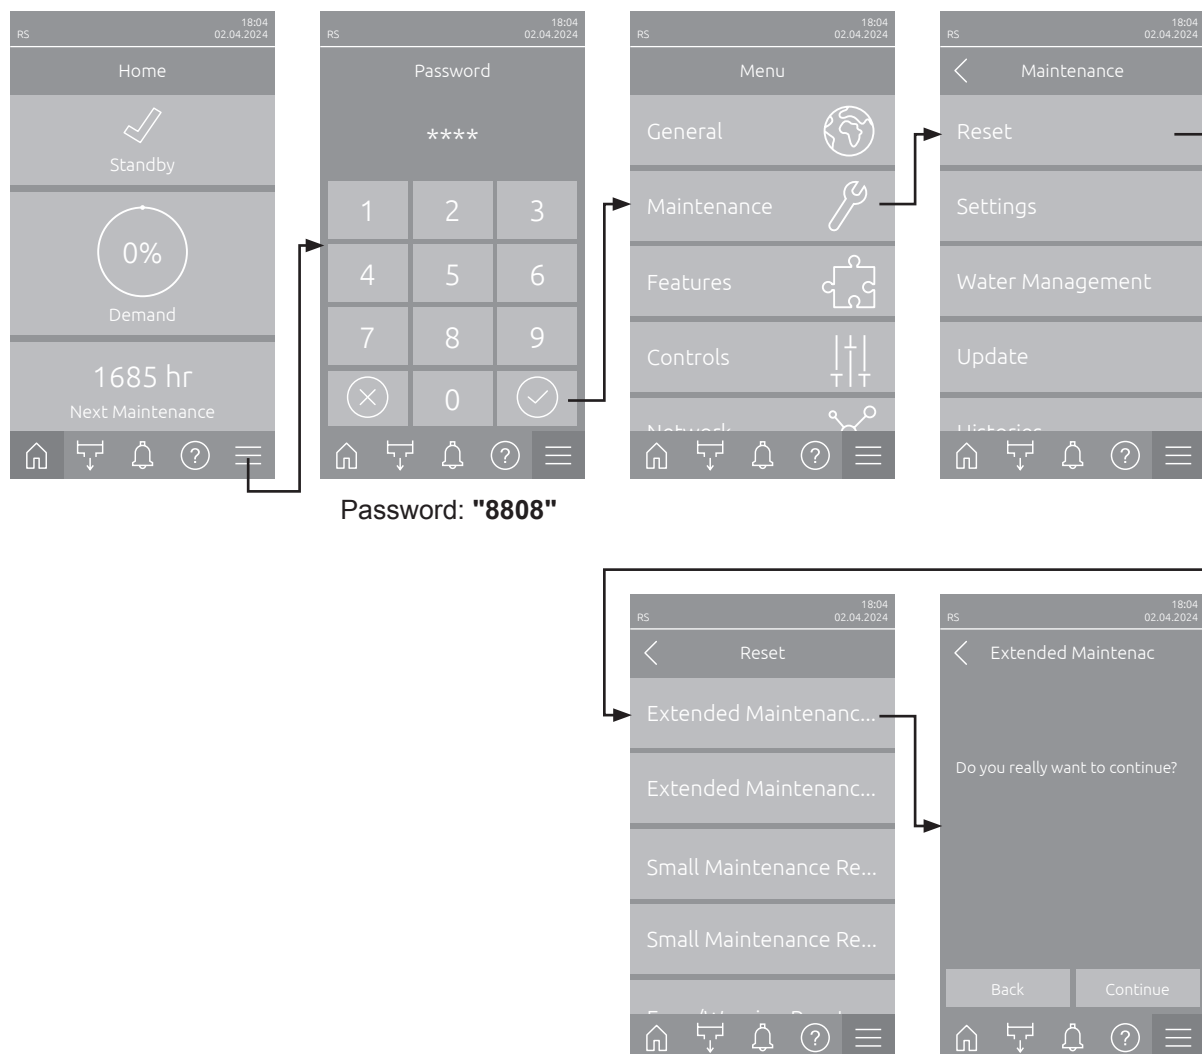 RS
18:04
02.04.2024
Home
Standby
0%
Demand
1685 hr
Next Maintenance
?
RS
18:04
02.04.2024
Password
****
1 2 3
4 5 6
7 8 9
0
?
Password: "8808"
RS
18:04
02.04.2024
Menu
General
Maintenance
Features
Controls
Network
?
RS
18:04
02.04.2024
Maintenance
Reset
Settings
Water Management
Update
Histories
?
RS
18:04
02.04.2024
Reset
Extended Maintenanc...
Extended Maintenanc...
Small Maintenance Re...
Small Maintenance Re...
?
RS
18:04
02.04.2024
Extended Maintenac
Do you really want to continue?
Back Continue
?